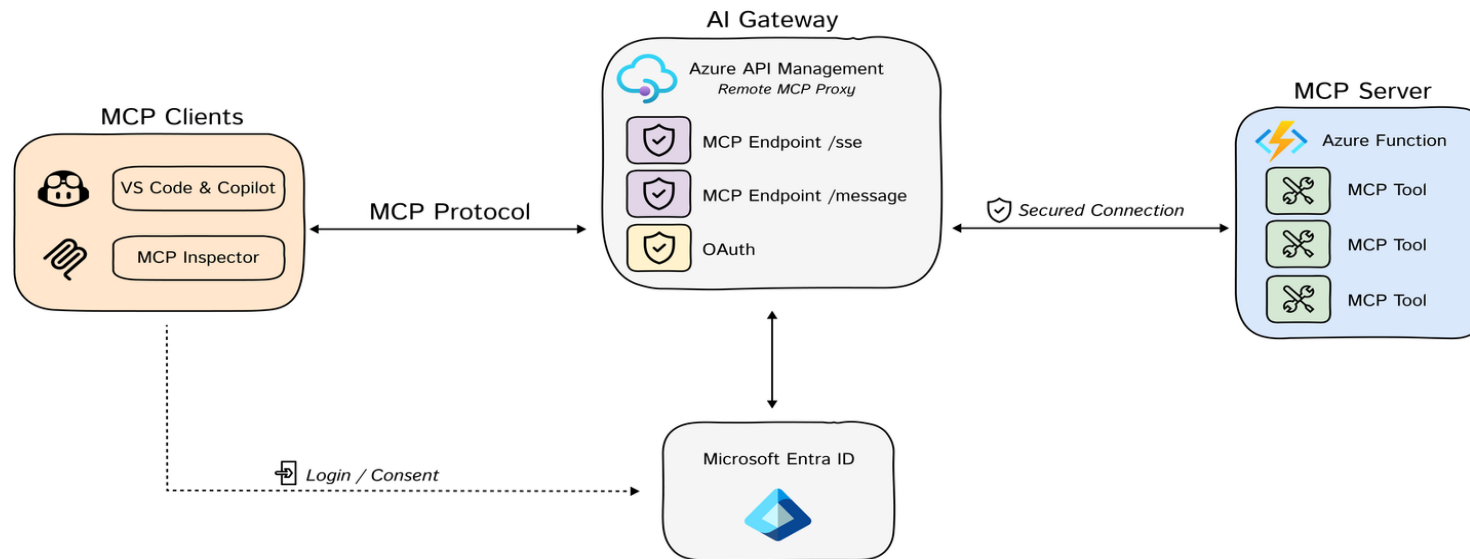 AI Gateway
Azure API Management
Remote MCP Proxy
MCP Endpoint /sse
MCP Endpoint /message
OAuth
MCP Clients
VS Code & Copilot
MCP Inspector
MCP Protocol
Secured Connection
MCP Server
Azure Function
MCP Tool
MCP Tool
MCP Tool
Login / Consent
Microsoft Entra ID